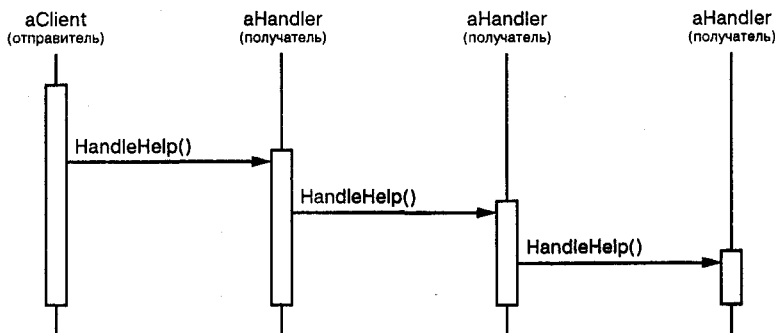 aClient
(отправитель)
aHandler
(получатель)
aHandler
(получатель)
aHandler
(получатель)
HandleHelp()
HandleHelp()
HandleHelp()